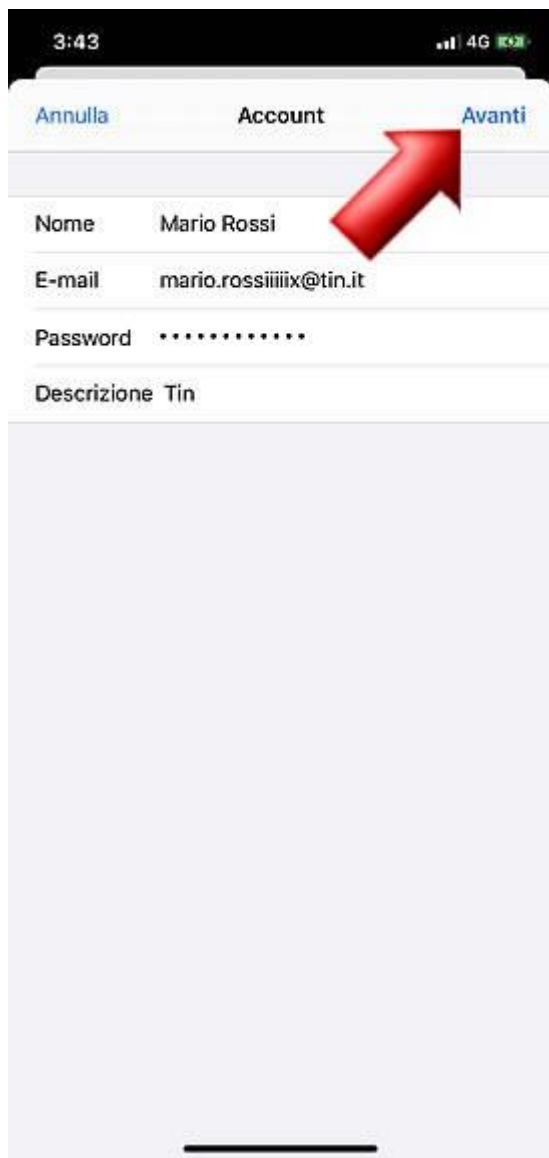 3:43 4G
Annulla Account Avanti
Nome Mario Rossi
E-mail mario.rossiiiiix@tin.it
Password ••••••••••••
Descrizione Tin